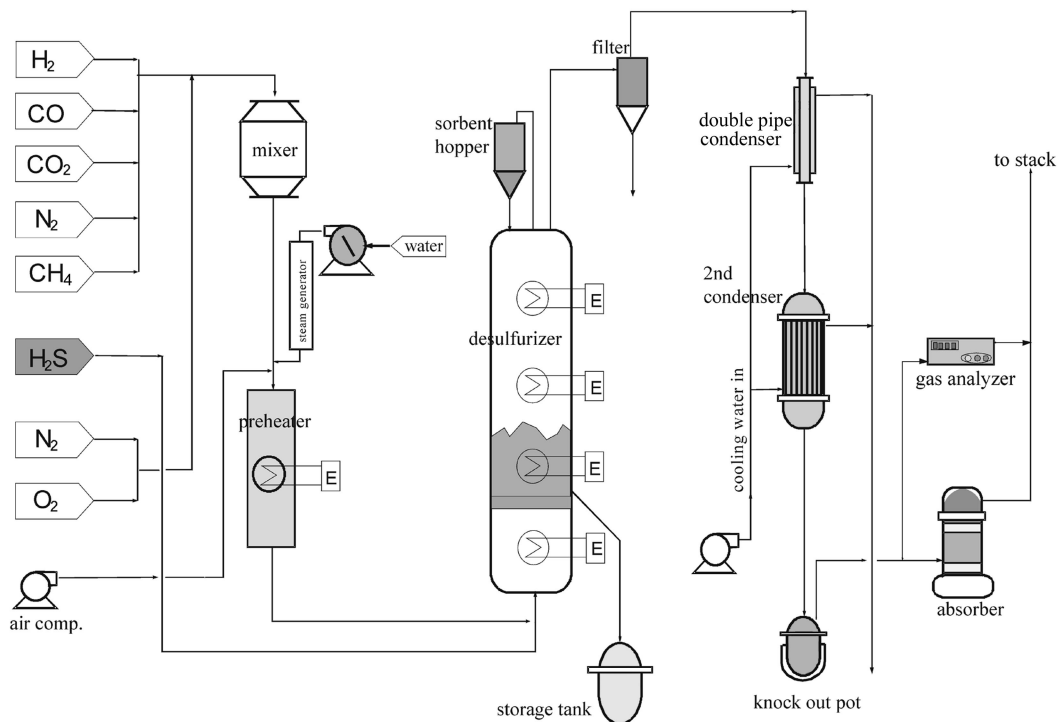 H₂
CO
CO₂
N₂
CH₄
H₂S
N₂
O₂
air comp.
mixer
steam generator
water
preheater
E
sorbent
hopper
desulfurizer
E
E
E
E
storage tank
filter
double pipe
condenser
2nd
condenser
cooling water in
knock out pot
to stack
gas analyzer
absorber